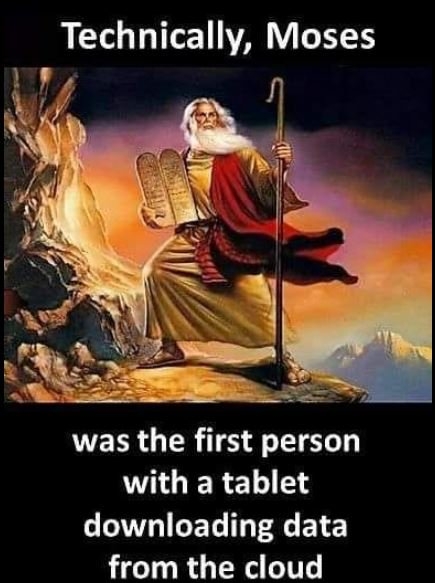 Technically, Moses
was the first person
with a tablet
downloading data
from the cloud